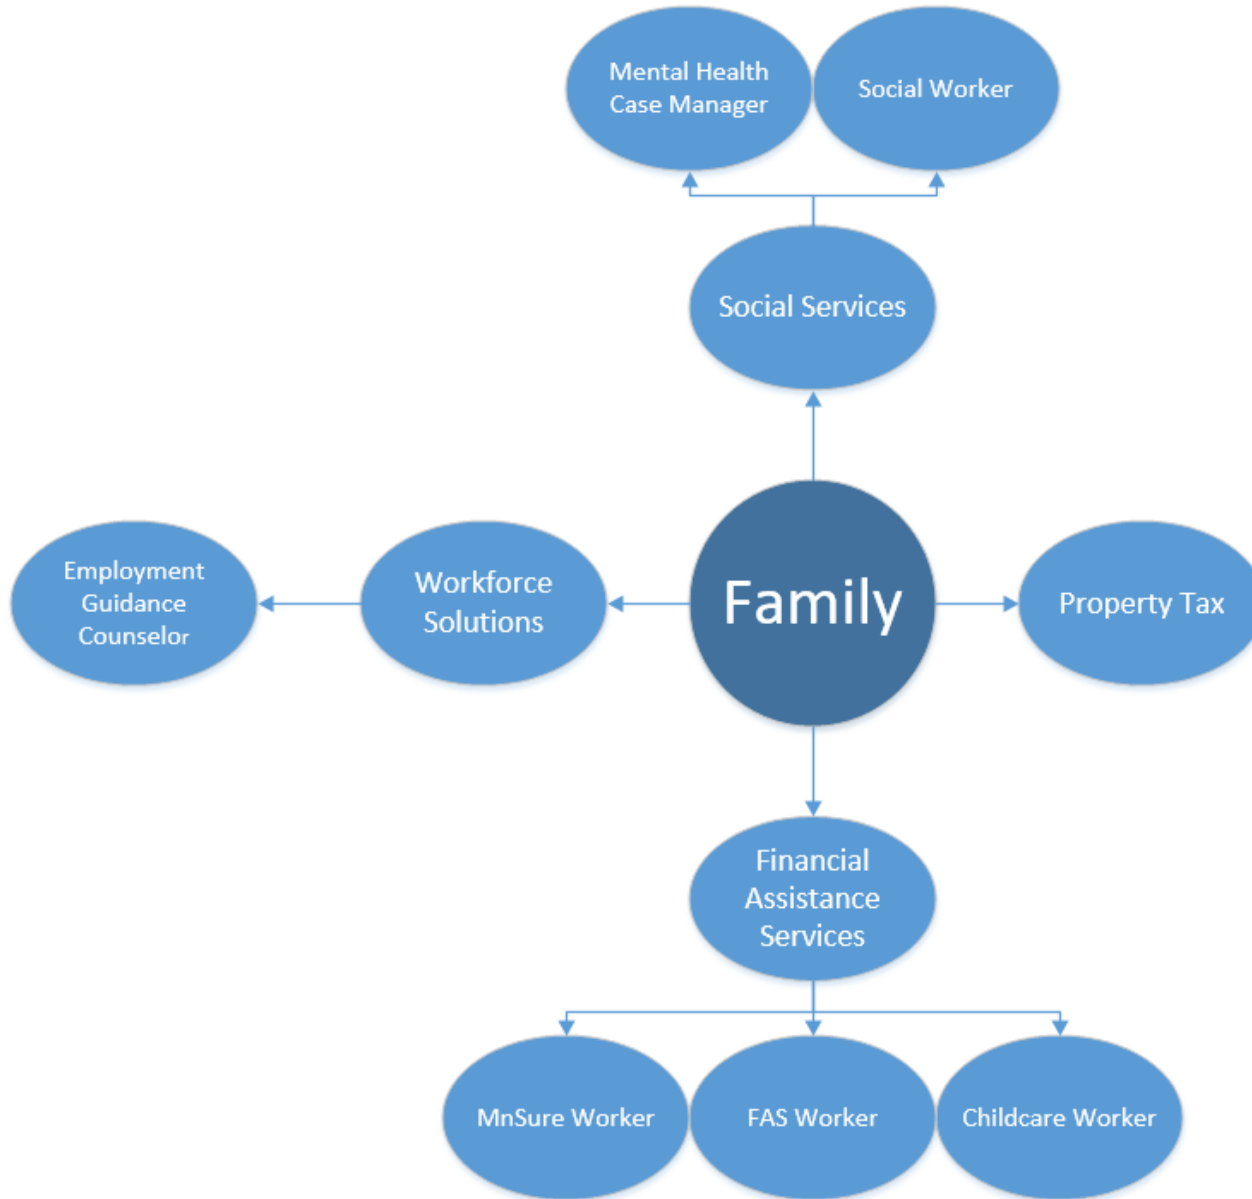 Mental Health
Case Manager
Social Worker
Social Services
Employment
Guidance
Counselor
Workforce
Solutions
Family
Property Tax
Financial
Assistance
Services
MnSure Worker
FAS Worker
Childcare Worker